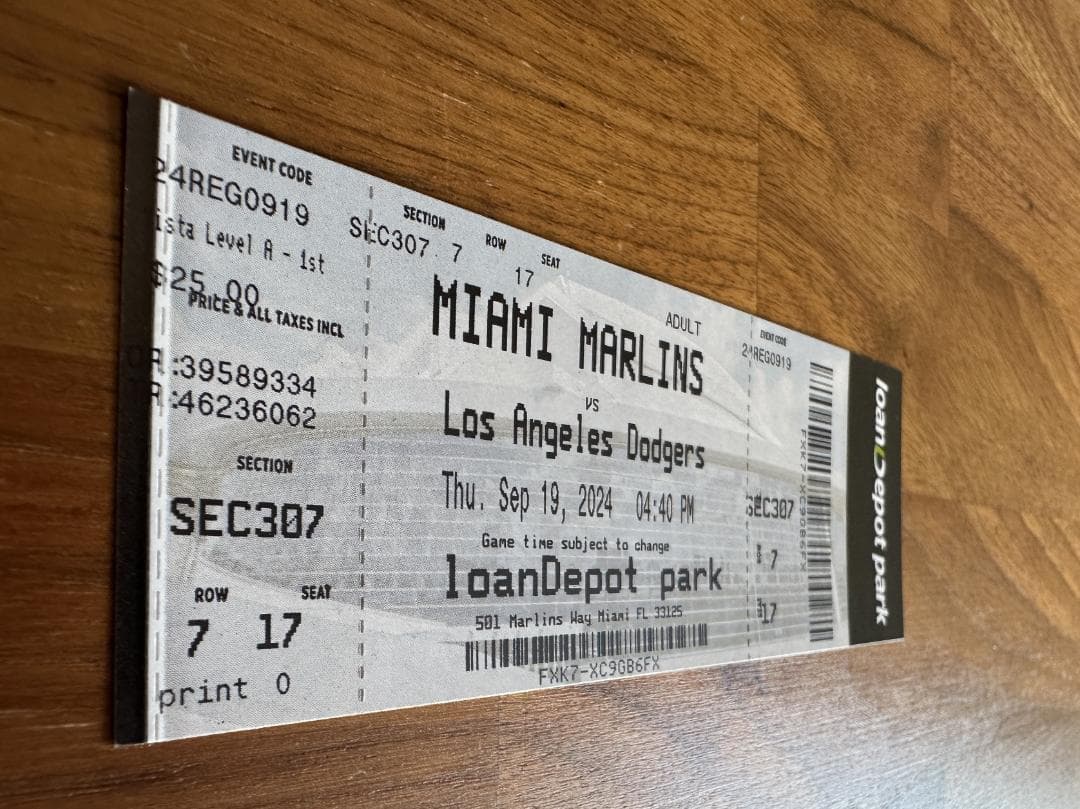 EVENT CODE
24REG0919
ista Level A - 1st
$25.00
PRICE & ALL TAXES INCL
:39589334
:46236062
SECTION
SEC307
ROW SEAT
7 17
print 0
SECTION ROW SEAT
SEC307 7 17
ADULT
MIAMI MARLINS
vs
Los Angeles Dodgers
Thu. Sep 19, 2024 04:40 PM
Game time subject to change
loanDepot park
501 Marlins Way Miami FL 33125
FXK7-XC9GB6FX
EVENT CODE
24REG0919
SEC307
7
17
FXK7-XC9GB6FX
loanDepot park